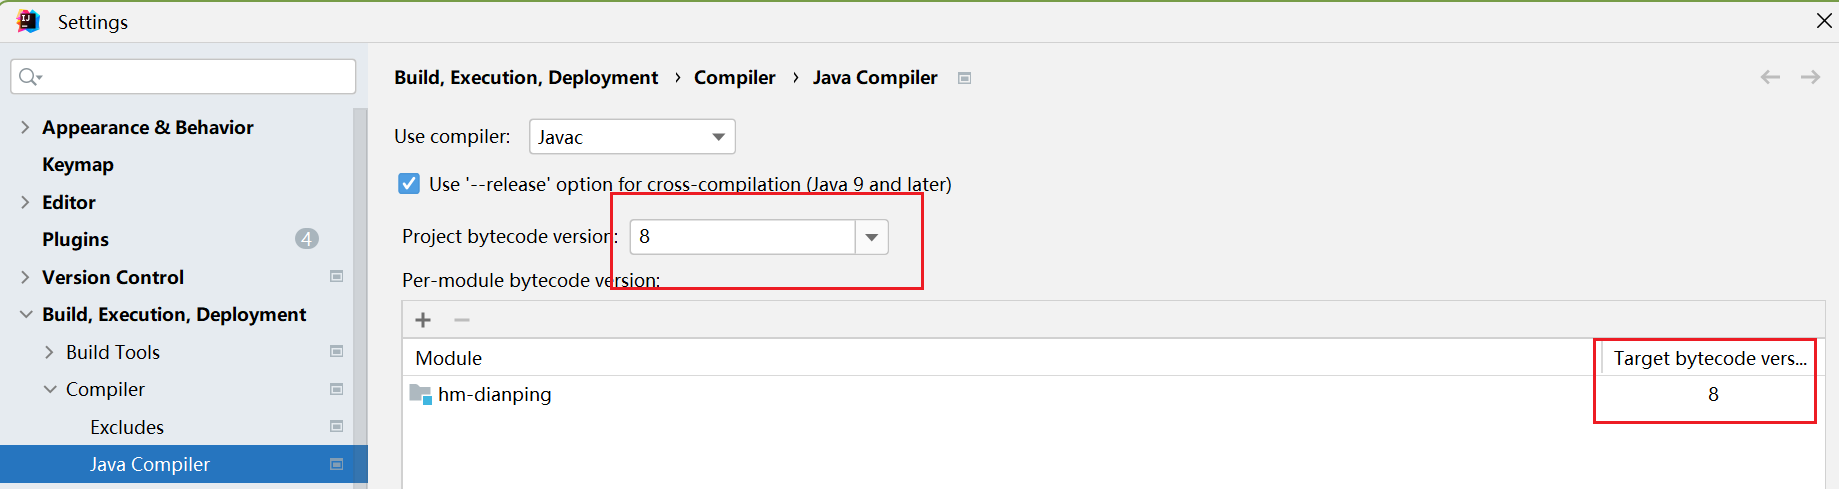 Settings
Build, Execution, Deployment › Compiler › Java Compiler
Appearance & Behavior
Keymap
Editor
Plugins 4
Version Control
Build, Execution, Deployment
Build Tools
Compiler
Excludes
Java Compiler
Use compiler: Javac
Use '--release' option for cross-compilation (Java 9 and later)
Project bytecode version: 8
Per-module bytecode version:
Module Target bytecode vers...
hm-dianping 8